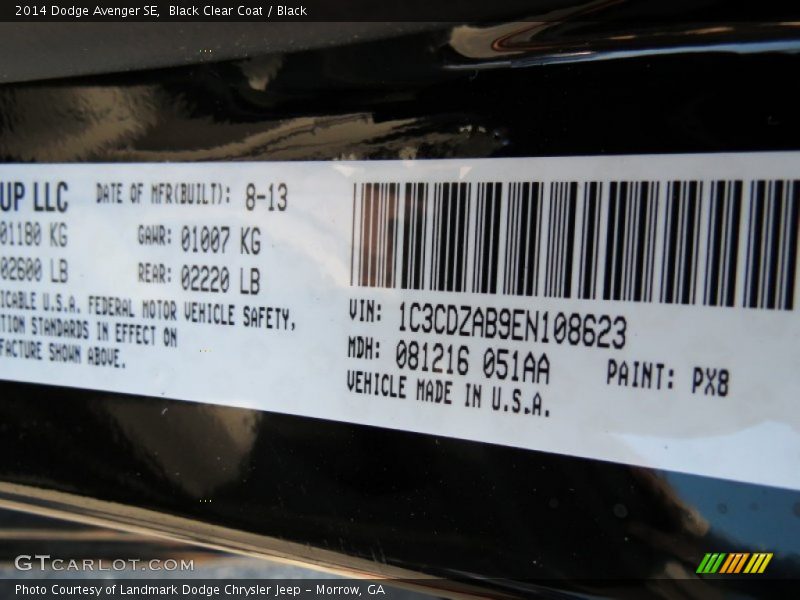 2014 Dodge Avenger SE,  Black Clear Coat / Black
UP LLC DATE OF MFR(BUILT): 8-13
01180 KG GAWR: 01007 KG
02600 LB REAR: 02220 LB
ICABLE U.S.A. FEDERAL MOTOR VEHICLE SAFETY,
TION STANDARDS IN EFFECT ON
FACTURE SHOWN ABOVE.
VIN: 1C3CDZAB9EN108623
MDH: 081216 051AA PAINT: PX8
VEHICLE MADE IN U.S.A.
GTCARLOT.COM
Photo Courtesy of Landmark Dodge Chrysler Jeep – Morrow, GA